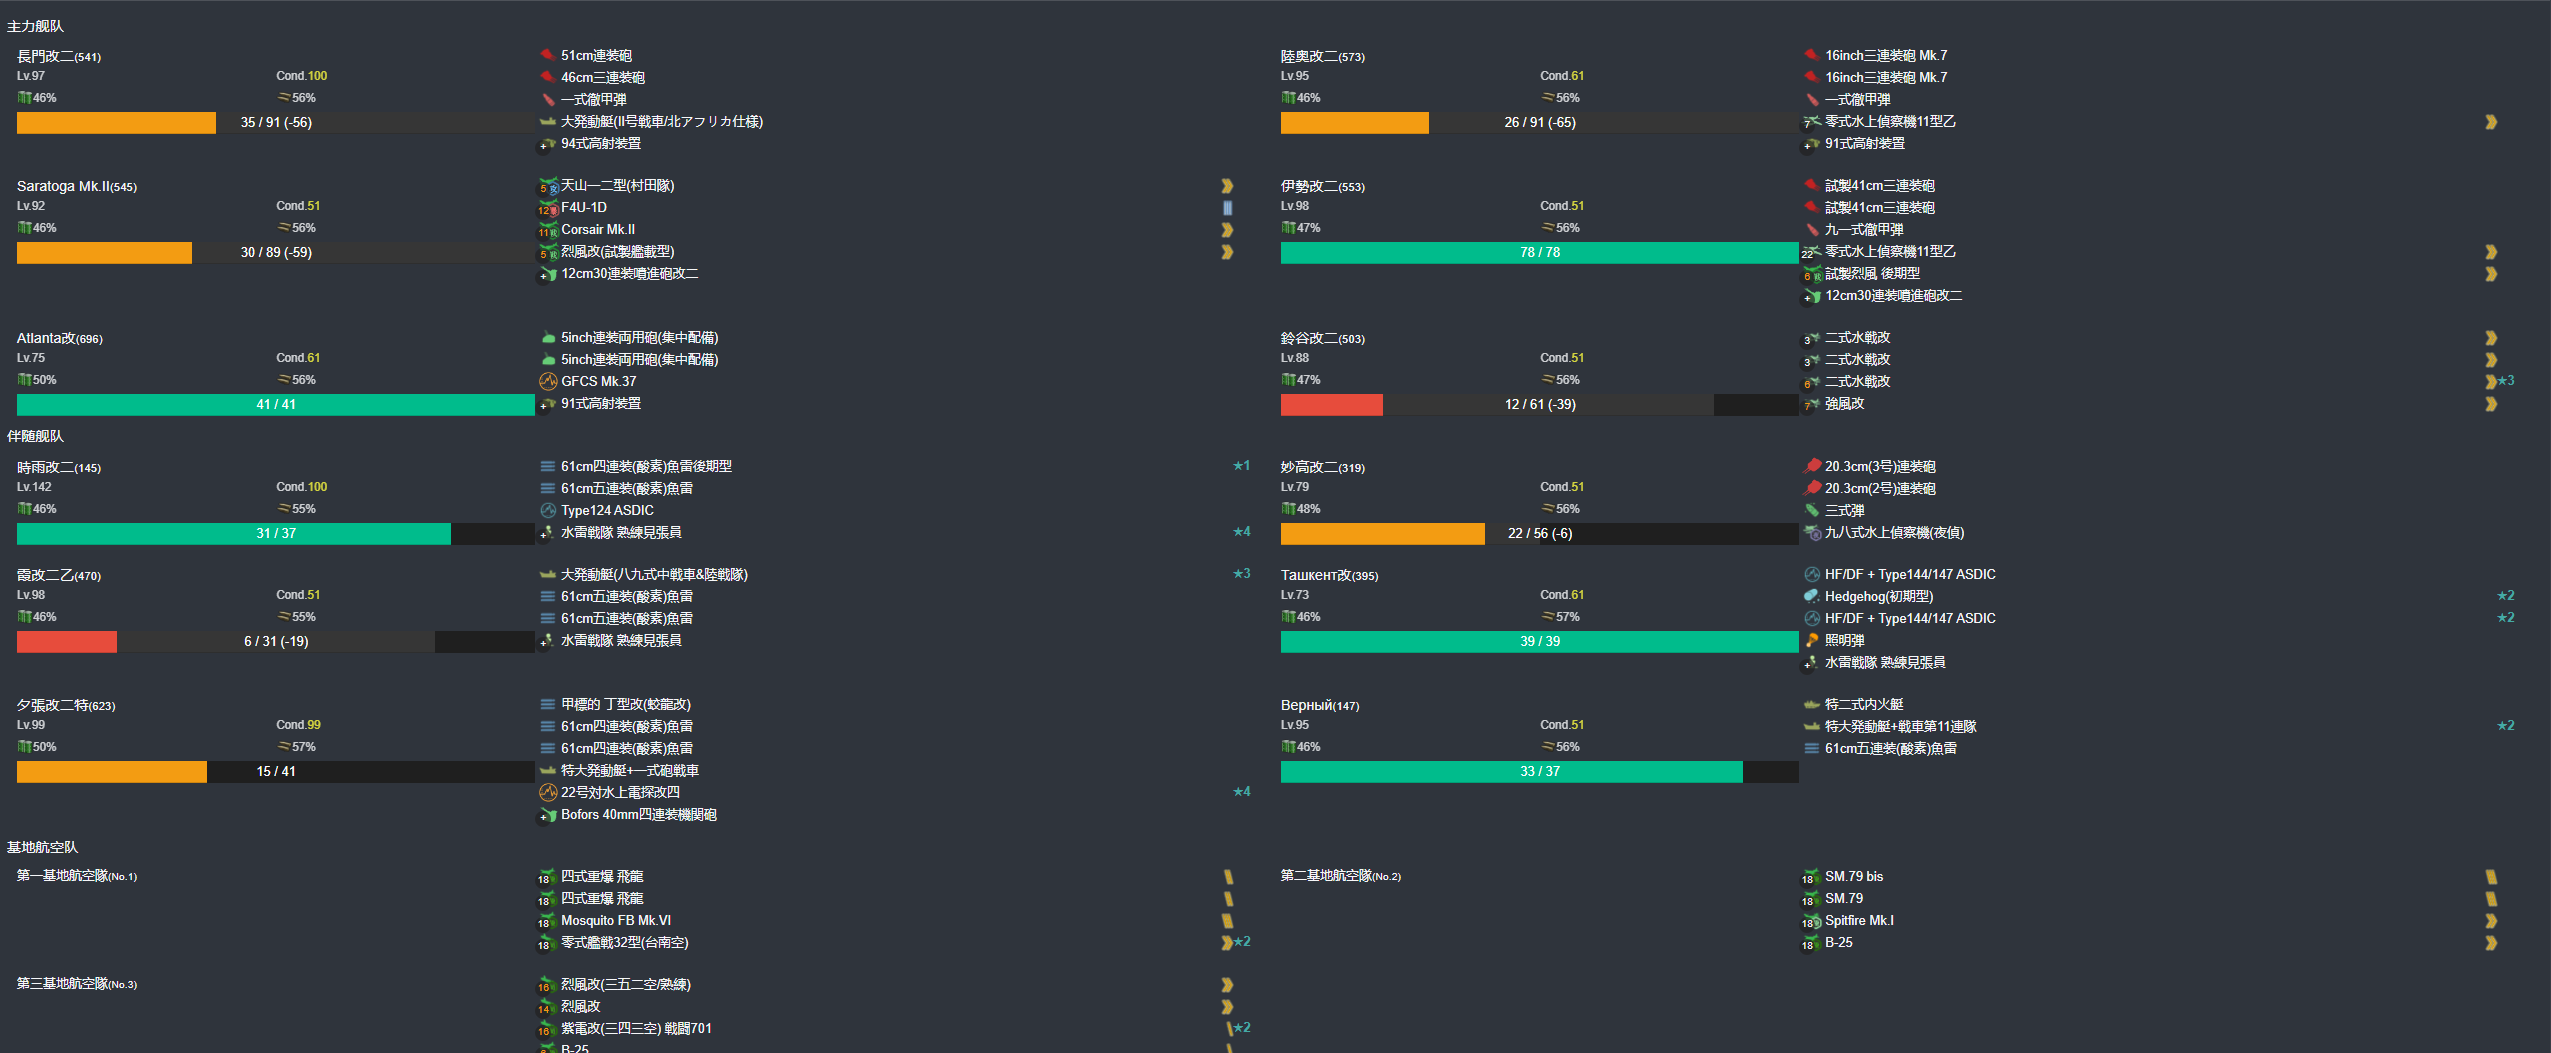 主力舰队
長門改二(541)
Lv.97 Cond.100
46% 56%
35 / 91 (-56)
51cm連装砲
46cm三連装砲
一式徹甲弾
大発動艇(II号戦車/北アフリカ仕様)
+ 94式高射装置
陸奥改二(573)
Lv.95 Cond.61
46% 56%
26 / 91 (-65)
16inch三連装砲 Mk.7
16inch三連装砲 Mk.7
一式徹甲弾
7 零式水上偵察機11型乙
+ 91式高射装置
Saratoga Mk.II(545)
Lv.92 Cond.51
46% 56%
30 / 89 (-59)
5 天山一二型(村田隊)
12 F4U-1D
11 Corsair Mk.II
5 烈風改(試製艦載型)
+ 12cm30連装噴進砲改二
伊勢改二(553)
Lv.98 Cond.51
47% 56%
78 / 78
試製41cm三連装砲
試製41cm三連装砲
九一式徹甲弾
22 零式水上偵察機11型乙
6 試製烈風 後期型
+ 12cm30連装噴進砲改二
Atlanta改(696)
Lv.75 Cond.61
50% 56%
41 / 41
5inch連装両用砲(集中配備)
5inch連装両用砲(集中配備)
GFCS Mk.37
+ 91式高射装置
鈴谷改二(503)
Lv.88 Cond.51
47% 56%
12 / 61 (-39)
3 二式水戦改
3 二式水戦改
6 二式水戦改 ★3
7 強風改
伴随舰队
時雨改二(145)
Lv.142 Cond.100
46% 55%
31 / 37
61cm四連装(酸素)魚雷後期型 ★1
61cm五連装(酸素)魚雷
Type124 ASDIC
+ 水雷戦隊 熟練見張員 ★4
妙高改二(319)
Lv.79 Cond.51
48% 56%
22 / 56 (-6)
20.3cm(3号)連装砲
20.3cm(2号)連装砲
三式弾
九八式水上偵察機(夜偵)
霞改二乙(470)
Lv.98 Cond.51
46% 55%
6 / 31 (-19)
大発動艇(八九式中戦車&陸戦隊) ★3
61cm五連装(酸素)魚雷
61cm五連装(酸素)魚雷
+ 水雷戦隊 熟練見張員
Ташкент改(395)
Lv.73 Cond.61
46% 57%
39 / 39
HF/DF + Type144/147 ASDIC
Hedgehog(初期型) ★2
HF/DF + Type144/147 ASDIC ★2
照明弾
+ 水雷戦隊 熟練見張員
夕張改二特(623)
Lv.99 Cond.99
50% 57%
15 / 41
甲標的 丁型改(蛟龍改)
61cm四連装(酸素)魚雷
61cm四連装(酸素)魚雷
特大発動艇+一式砲戦車
22号対水上電探改四 ★4
+ Bofors 40mm四連装機関砲
Верный(147)
Lv.95 Cond.51
46% 56%
33 / 37
特二式内火艇
特大発動艇+戦車第11連隊 ★2
61cm五連装(酸素)魚雷
基地航空队
第一基地航空隊(No.1)
18 四式重爆 飛龍
18 四式重爆 飛龍
18 Mosquito FB Mk.VI
18 零式艦戦32型(台南空) ★2
第二基地航空隊(No.2)
18 SM.79 bis
18 SM.79
18 Spitfire Mk.I
18 B-25
第三基地航空隊(No.3)
16 烈風改(三五二空/熟練)
14 烈風改
16 紫電改(三四三空) 戦闘701 ★2
B-25